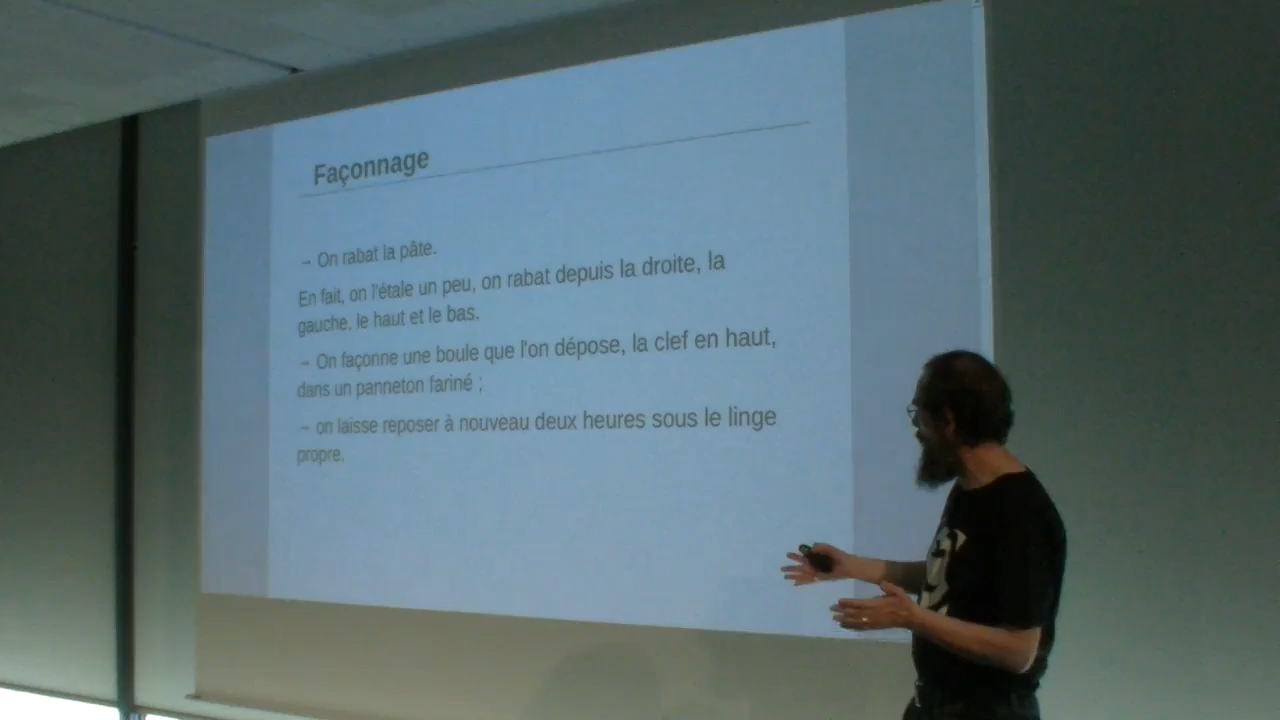 Façonnage
→ On rabat la pâte.
En fait, on l'étale un peu, on rabat depuis la droite, la
gauche, le haut et le bas.
→ On façonne une boule que l'on dépose, la clef en haut,
dans un panneton fariné ;
→ on laisse reposer à nouveau deux heures sous le linge
propre.